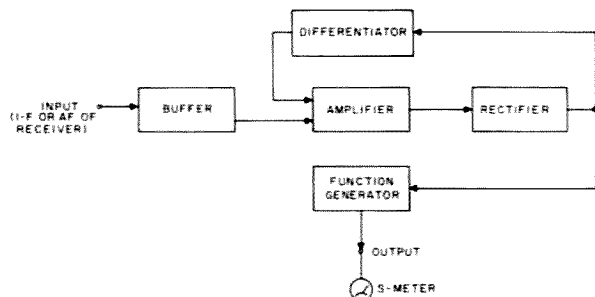 DIFFERENTIATOR
INPUT
(I-F OR AF OF
RECEIVER)
BUFFER
AMPLIFIER
RECTIFIER
FUNCTION
GENERATOR
OUTPUT
S-METER